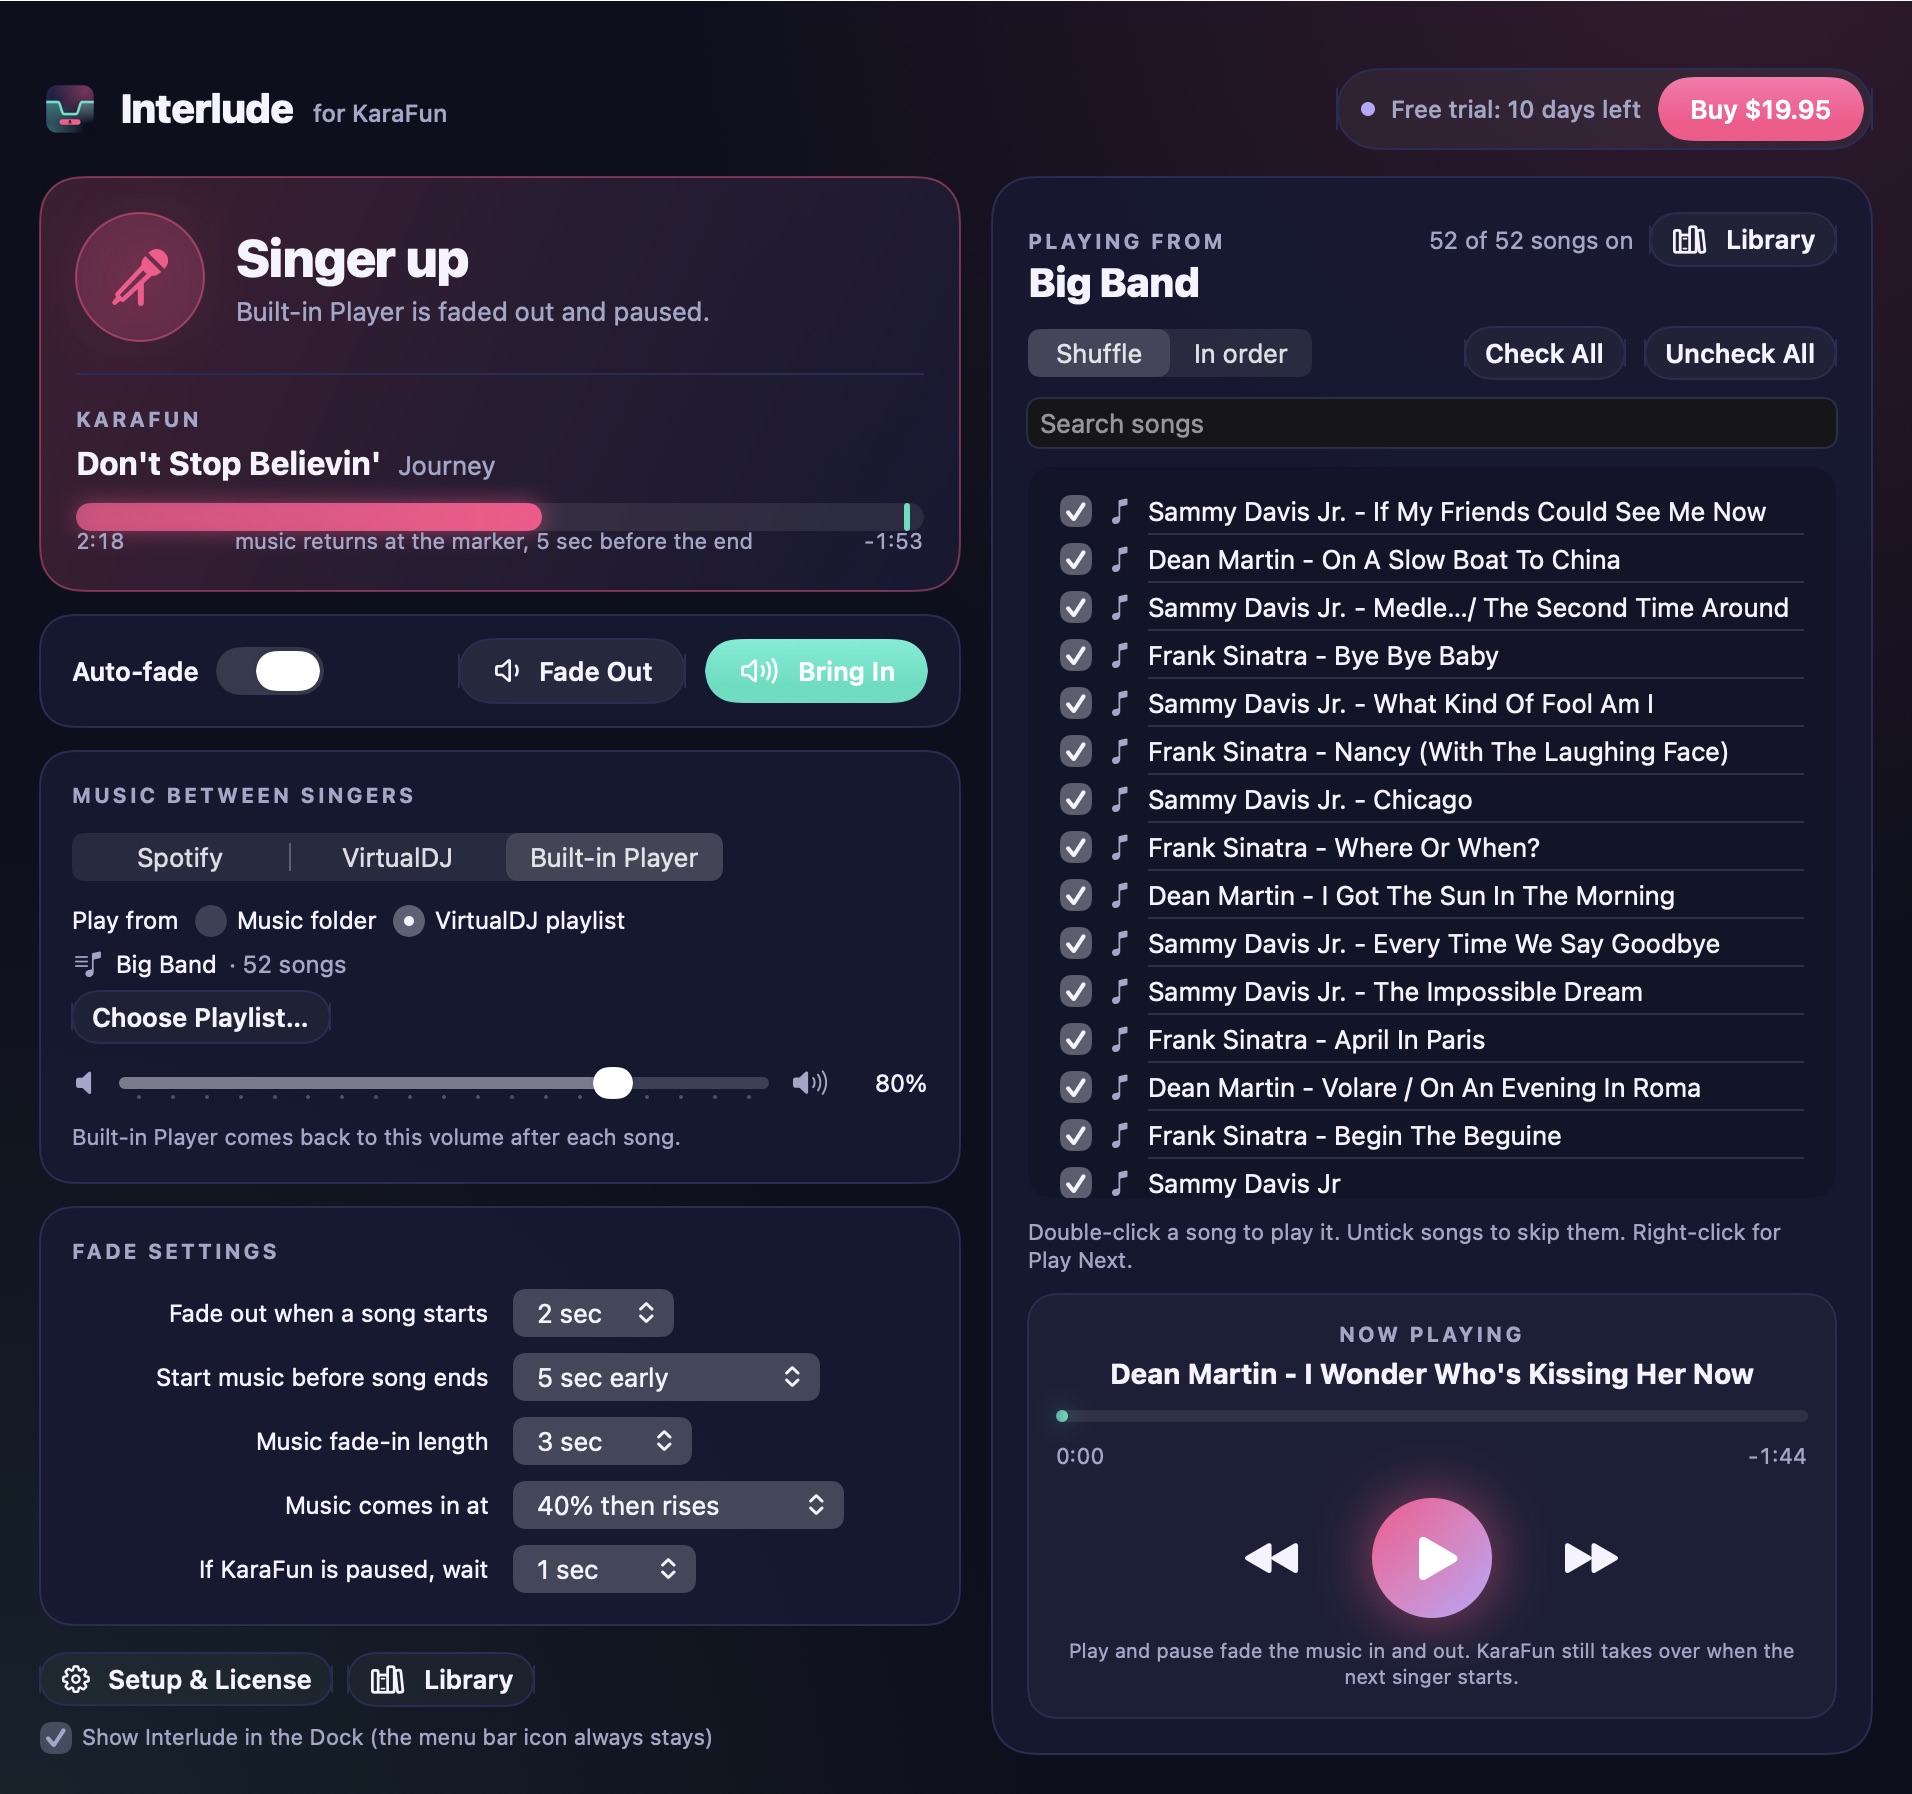 Interlude for KaraFun
Free trial: 10 days left
Buy $19.95
Singer up
Built-in Player is faded out and paused.
KARAFUN
Don't Stop Believin' Journey
2:18 music returns at the marker, 5 sec before the end -1:53
Auto-fade
Fade Out
Bring In
MUSIC BETWEEN SINGERS
Spotify VirtualDJ Built-in Player
Play from Music folder VirtualDJ playlist
Big Band · 52 songs
Choose Playlist...
80%
Built-in Player comes back to this volume after each song.
FADE SETTINGS
Fade out when a song starts 2 sec
Start music before song ends 5 sec early
Music fade-in length 3 sec
Music comes in at 40% then rises
If KaraFun is paused, wait 1 sec
Setup & License Library
Show Interlude in the Dock (the menu bar icon always stays)
PLAYING FROM
Big Band
52 of 52 songs on Library
Shuffle In order Check All Uncheck All
Search songs
Sammy Davis Jr. - If My Friends Could See Me Now
Dean Martin - On A Slow Boat To China
Sammy Davis Jr. - Medle.../ The Second Time Around
Frank Sinatra - Bye Bye Baby
Sammy Davis Jr. - What Kind Of Fool Am I
Frank Sinatra - Nancy (With The Laughing Face)
Sammy Davis Jr. - Chicago
Frank Sinatra - Where Or When?
Dean Martin - I Got The Sun In The Morning
Sammy Davis Jr. - Every Time We Say Goodbye
Sammy Davis Jr. - The Impossible Dream
Frank Sinatra - April In Paris
Dean Martin - Volare / On An Evening In Roma
Frank Sinatra - Begin The Beguine
Sammy Davis Jr
Double-click a song to play it. Untick songs to skip them. Right-click for
Play Next.
NOW PLAYING
Dean Martin - I Wonder Who's Kissing Her Now
0:00 -1:44
Play and pause fade the music in and out. KaraFun still takes over when the
next singer starts.